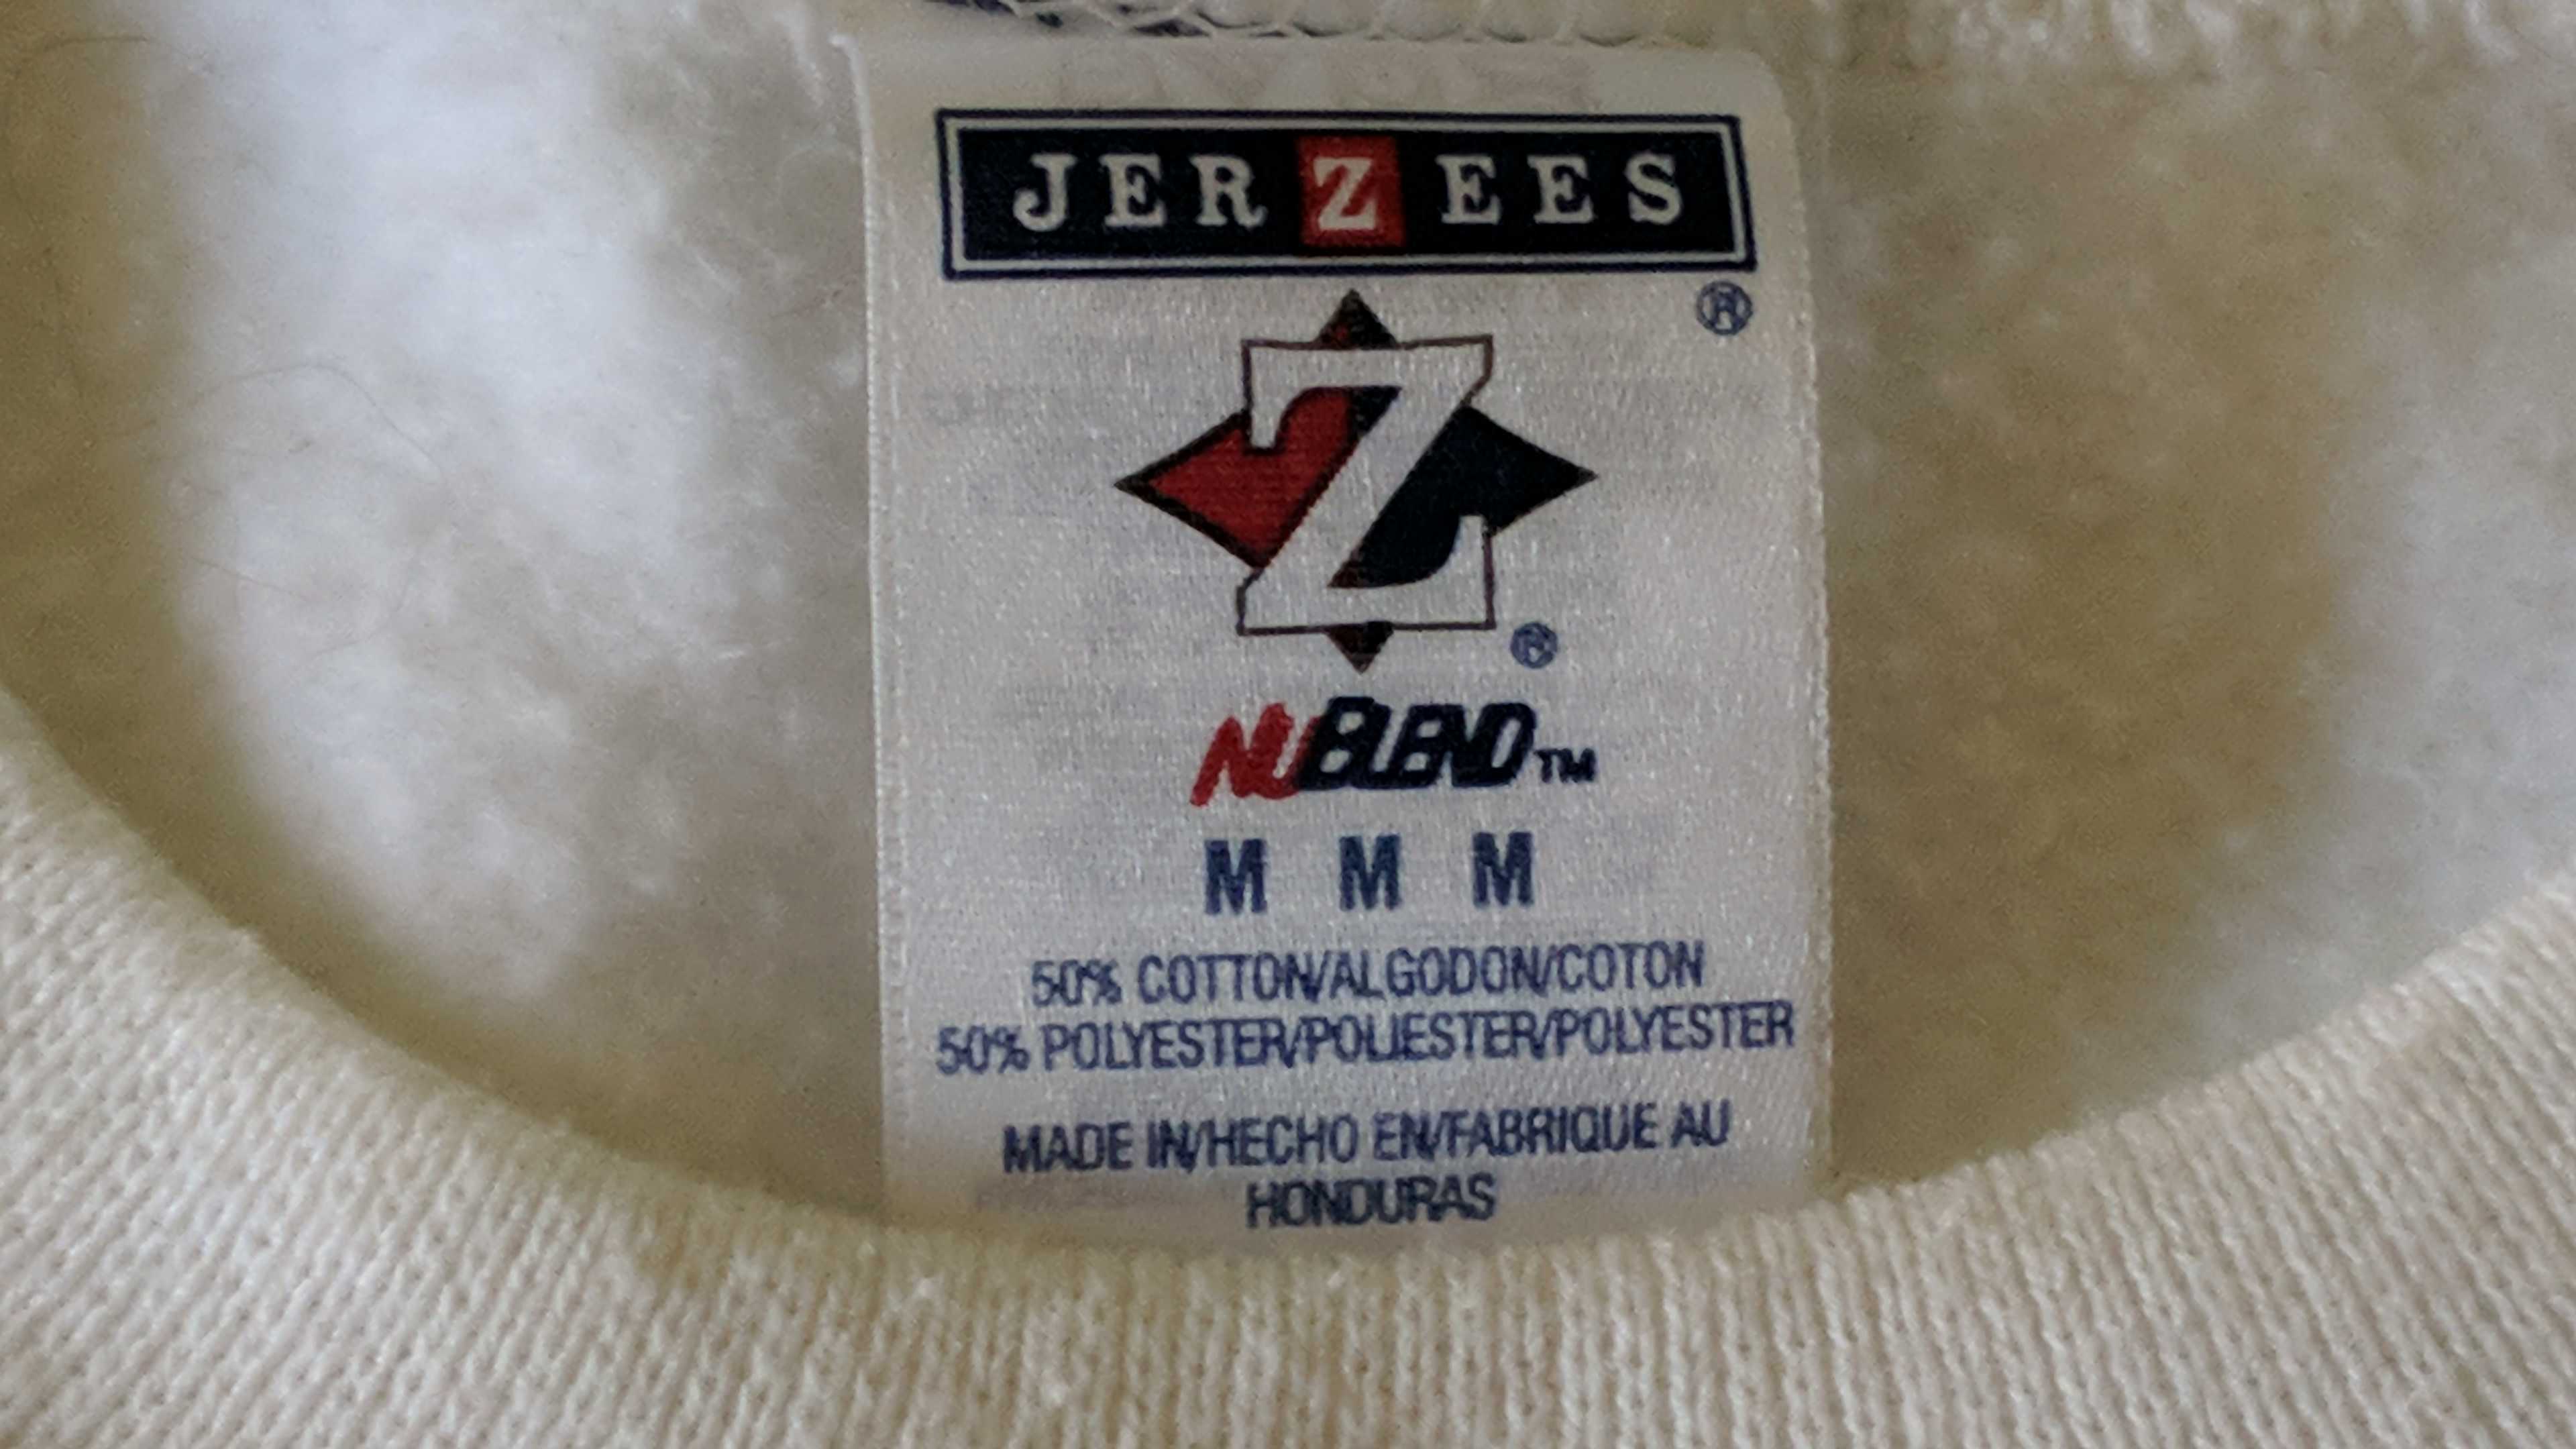 JERZEES
®
Z
®
NUBLEND™
M M M
50% COTTON/ALGODON/COTON
50% POLYESTER/POLIESTER/POLYESTER
MADE IN/HECHO EN/FABRIQUE AU
HONDURAS